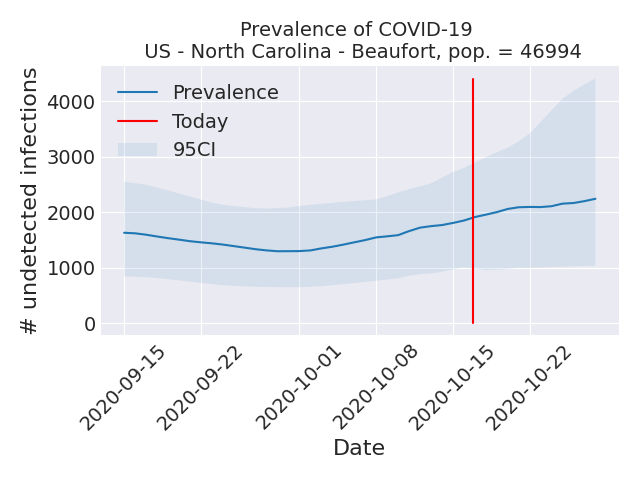 Prevalence of COVID-19
US - North Carolina - Beaufort, pop. = 46994
# undetected infections
4000
3000
2000
1000
0
Prevalence
Today
95CI
2020-09-15
2020-09-22
2020-10-01
2020-10-08
2020-10-15
2020-10-22
Date